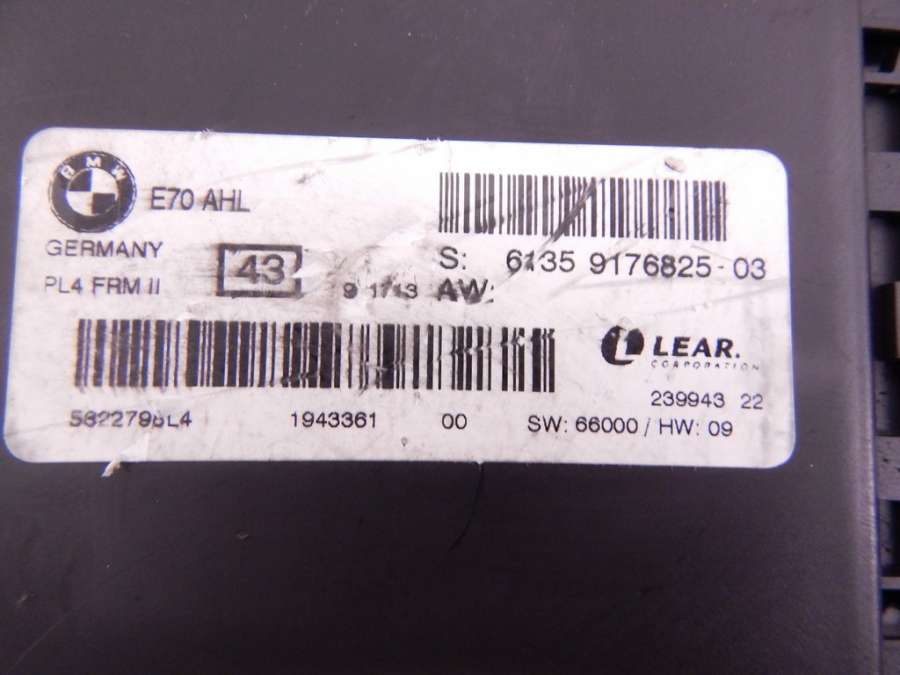 BMW
E70 AHL
GERMANY
PL4 FRM II
43
S: 6135 9176825-03
AW:
LEAR.
CORPORATION
239943 22
1943361 00
SW: 66000 / HW: 09